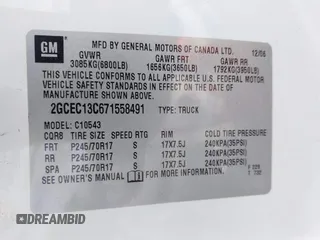 GM
MFD BY GENERAL MOTORS OF CANADA LTD. 12/06
GVWR GAWR FRT GAWR RR
3085KG(6800LB) 1656KG(3650LB) 1792KG(3950LB)
THIS VEHICLE CONFORMS TO ALL APPLICABLE U.S. FEDERAL
MOTOR VEHICLE SAFETY STANDARDS IN EFFECT ON
THE DATE OF MANUFACTURE SHOWN ABOVE.
2GCEC13C671558491 TYPE: TRUCK
MODEL: C10543
TIRE SIZE SPEED RTG RIM COLD TIRE PRESSURE
FRT P245/70R17 S 17X7.5J 240KPA(35PSI)
RR P245/70R17 S 17X7.5J 240KPA(35PSI)
SPA P245/70R17 S 17X7.5J 240KPA(35PSI)
SEE OWNER'S MANUAL FOR ADDITIONAL INFORMATION.
DREAMBID